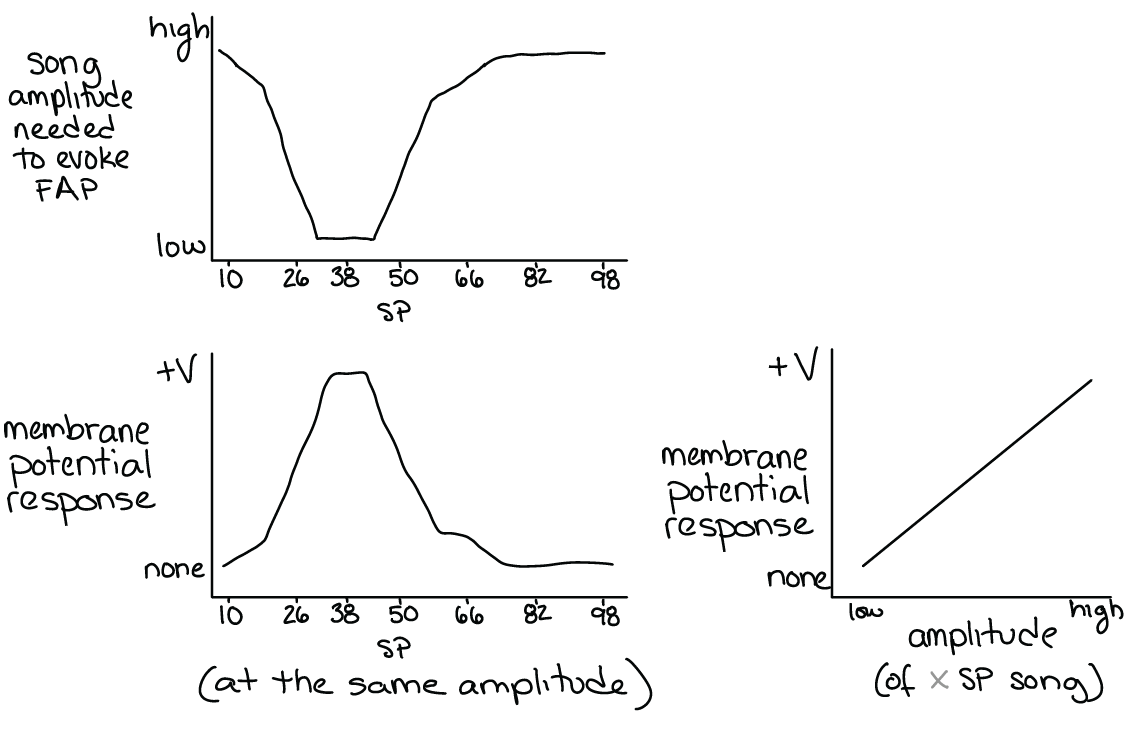 high
song
amplitude
needed
to evoke
FAP
low
10 26 38 50 66 82 98
SP
+V
membrane
potential
response
none
10 26 38 50 66 82 98
SP
(at the same amplitude)
+V
membrane
potential
response
none
low high
amplitude
(of x SP song)